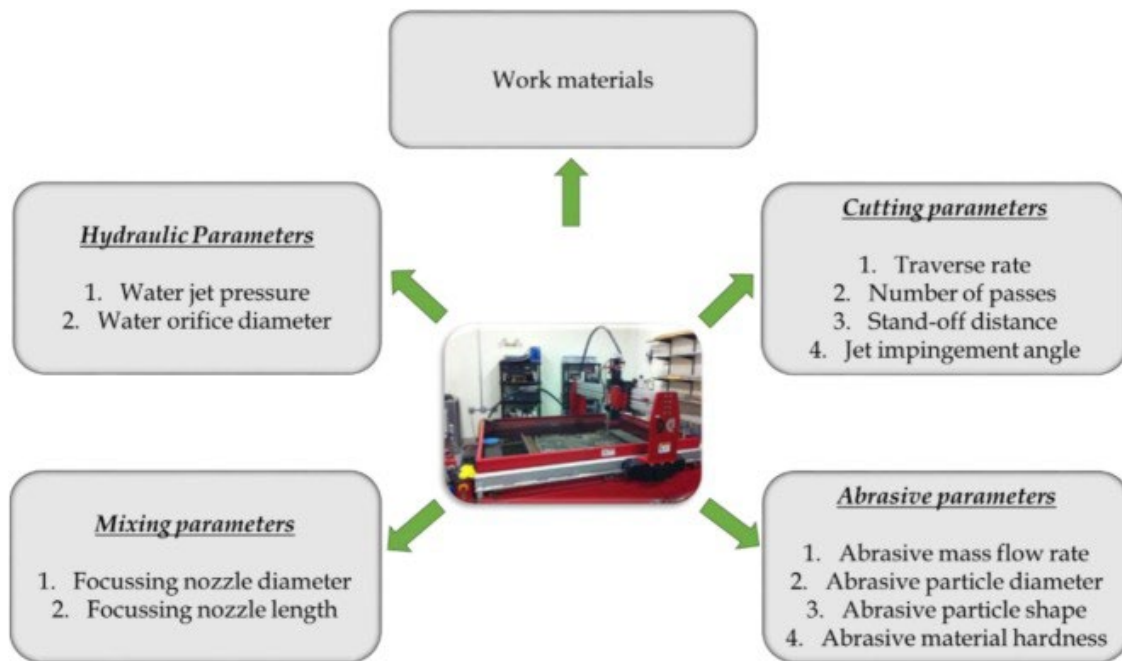 Work materials
Hydraulic Parameters
1. Water jet pressure
2. Water orifice diameter
Cutting parameters
1. Traverse rate
2. Number of passes
3. Stand-off distance
4. Jet impingement angle
Mixing parameters
1. Focussing nozzle diameter
2. Focussing nozzle length
Abrasive parameters
1. Abrasive mass flow rate
2. Abrasive particle diameter
3. Abrasive particle shape
4. Abrasive material hardness